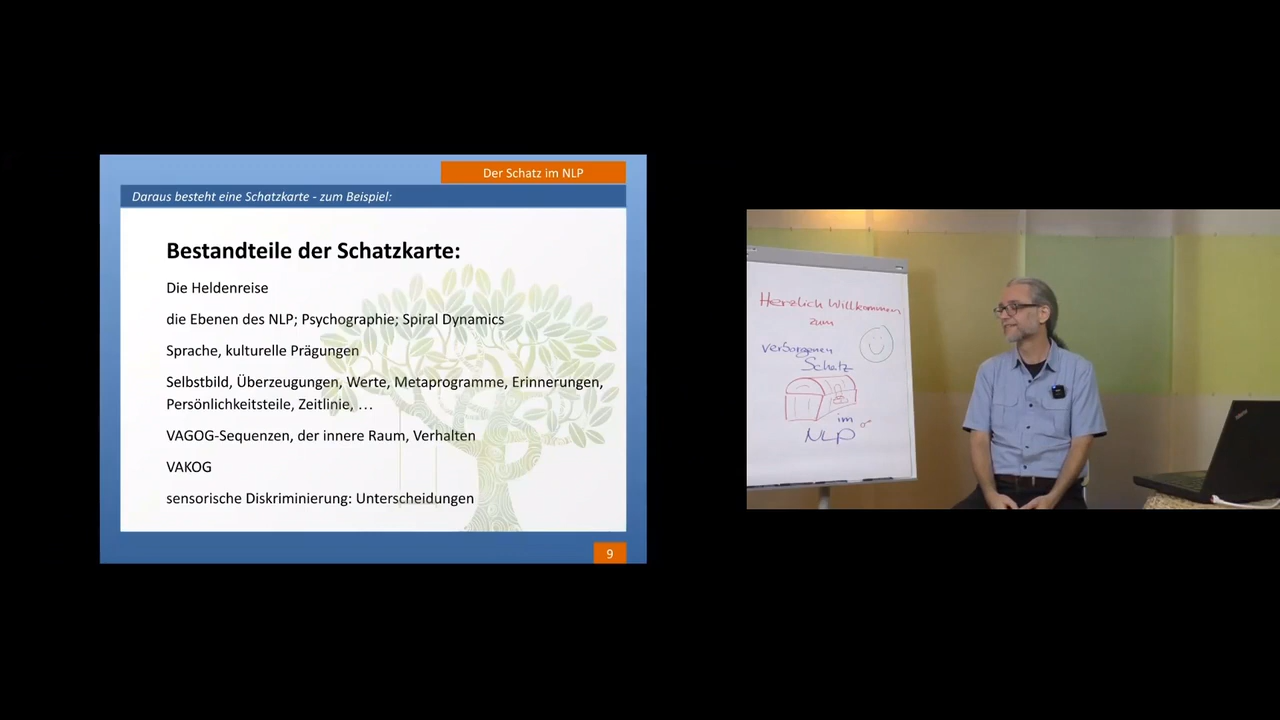 Der Schatz im NLP
Daraus besteht eine Schatzkarte - zum Beispiel:
Bestandteile der Schatzkarte:
Die Heldenreise
die Ebenen des NLP; Psychographie; Spiral Dynamics
Sprache, kulturelle Prägungen
Selbstbild, Überzeugungen, Werte, Metaprogramme, Erinnerungen,
Persönlichkeitsteile, Zeitlinie, …
VAGOG-Sequenzen, der innere Raum, Verhalten
VAKOG
sensorische Diskriminierung: Unterscheidungen
9
Herzlich Willkommen
zum
verborgenen
Schatz
im
NLP